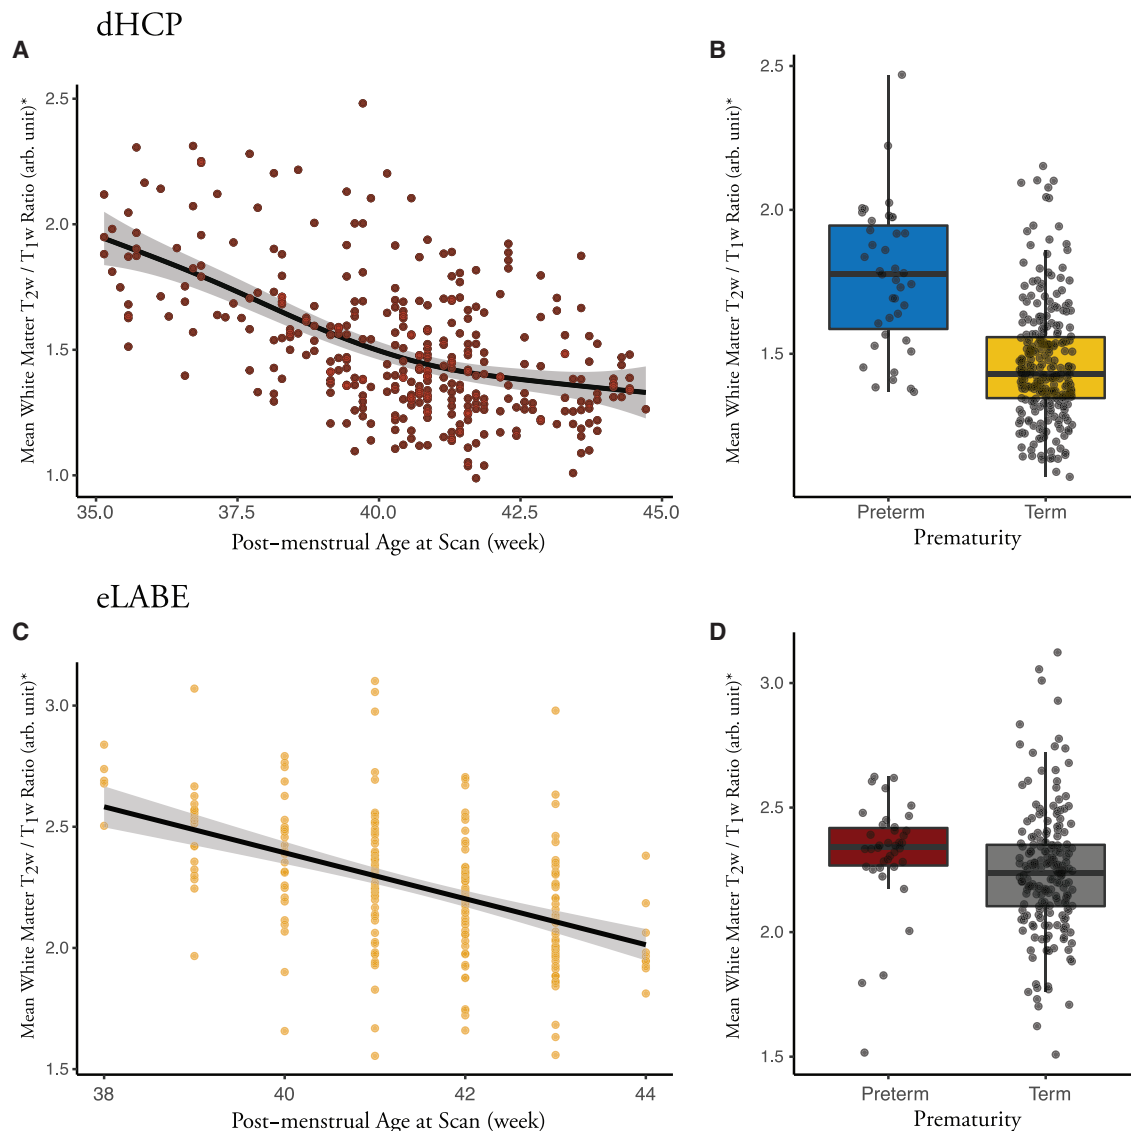 dHCP
A
Mean White Matter T2w / T1w Ratio (arb. unit)*
2.5
2.0
1.5
1.0
35.0 37.5 40.0 42.5 45.0
Post-menstrual Age at Scan (week)
B
Mean White Matter T2w / T1w Ratio (arb. unit)*
2.5
2.0
1.5
Preterm Term
Prematurity
eLABE
C
Mean White Matter T2w / T1w Ratio (arb. unit)*
3.0
2.5
2.0
1.5
38 40 42 44
Post-menstrual Age at Scan (week)
D
Mean White Matter T2w / T1w Ratio (arb. unit)*
3.0
2.5
2.0
1.5
Preterm Term
Prematurity